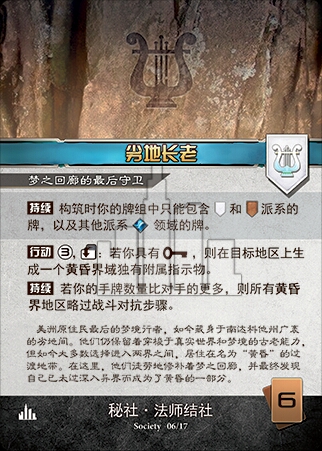 劣地长老
梦之回廊的最后守卫
持续 构筑时你的牌组中只能包含 和 派系的
牌，以及其他派系 领域的牌。
行动 ③, : 若你具有 ，则在目标地区上生
成一个黄昏界域独有附属指示物。
持续 若你的手牌数量比对手的更多，则所有黄昏
界地区略过战斗对抗步骤。
美洲原住民最后的梦境行者，如今藏身于南达科他州广袤
的劣地间。他们仍保留着穿梭于真实世界和梦境的古老能力，
但如今大多数选择进入两界之间，居住在名为“黄昏”的过
渡地带。在这里，他们徒劳地修补着梦之回廊，并最终发现
自己已太过深入异界而成为了黄昏的一部分。
秘社·法师结社
Society 06/17
6